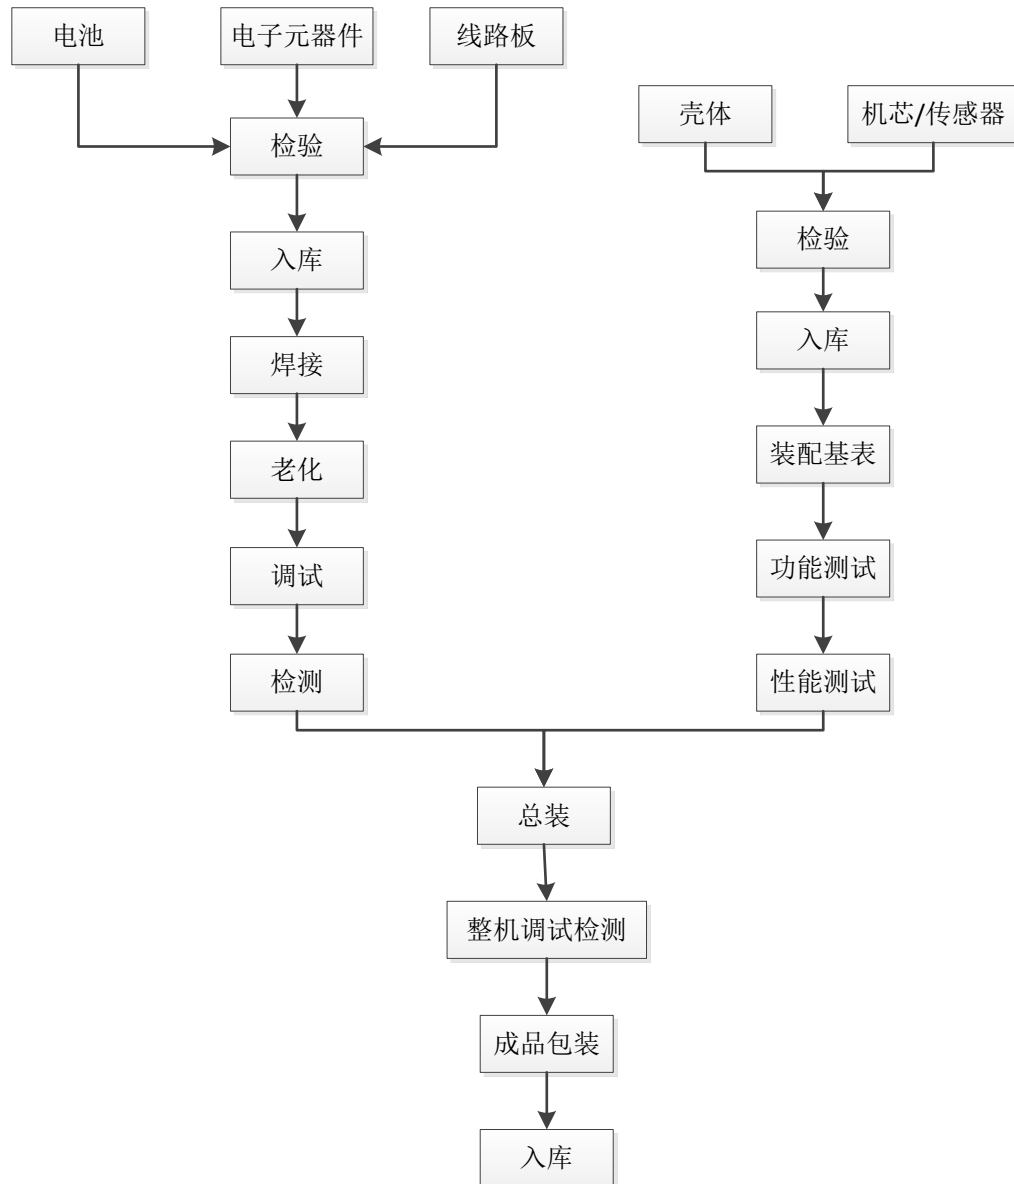 电池
电子元器件
线路板
壳体
机芯/传感器
检验
入库
焊接
老化
调试
检测
检验
入库
装配基表
功能测试
性能测试
总装
整机调试检测
成品包装
入库